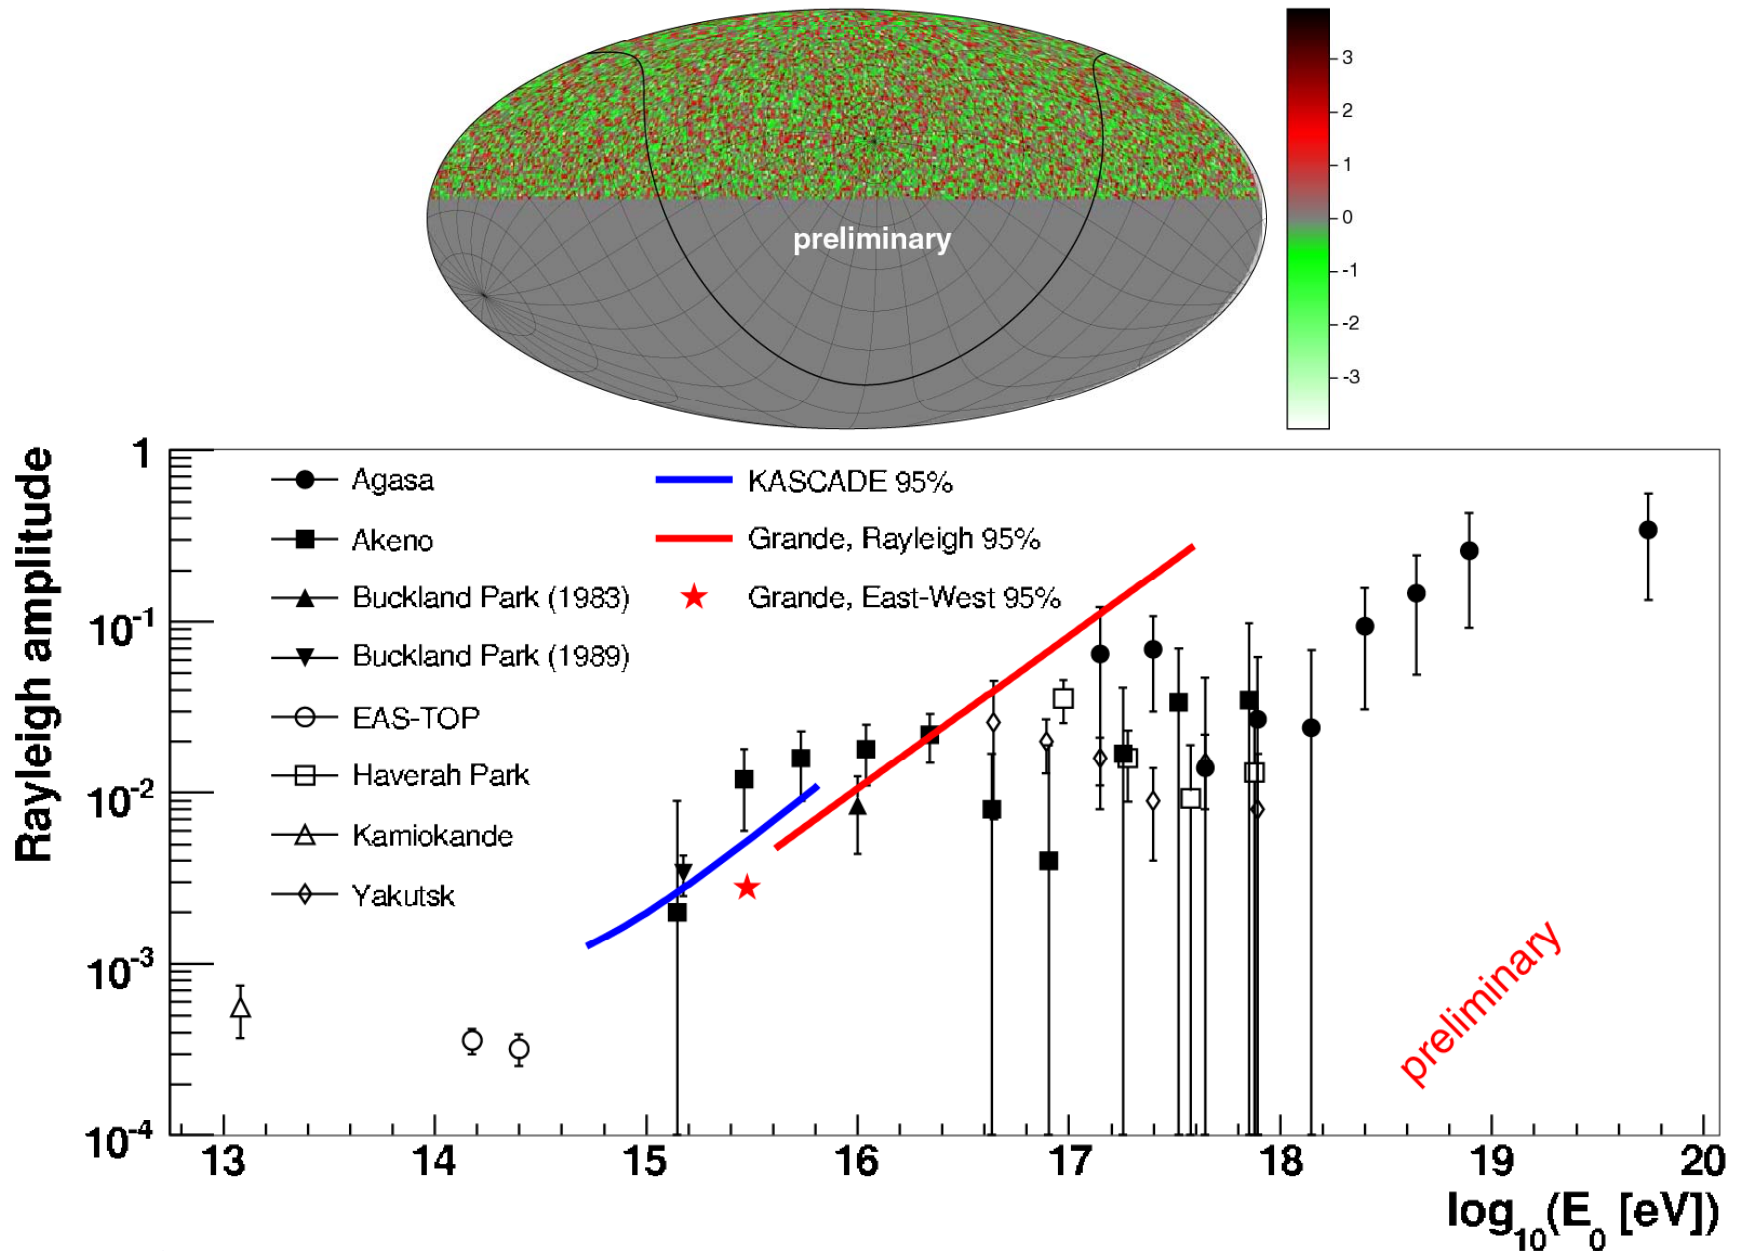 3
2
1
0
-1
-2
-3
preliminary
Rayleigh amplitude
1
10-1
10-2
10-3
10-4
Agasa
Akeno
Buckland Park (1983)
Buckland Park (1989)
EAS-TOP
Haverah Park
Kamiokande
Yakutsk
KASCADE 95%
Grande, Rayleigh 95%
Grande, East-West 95%
preliminary
13 14 15 16 17 18 19 20
log10(E0 [eV])